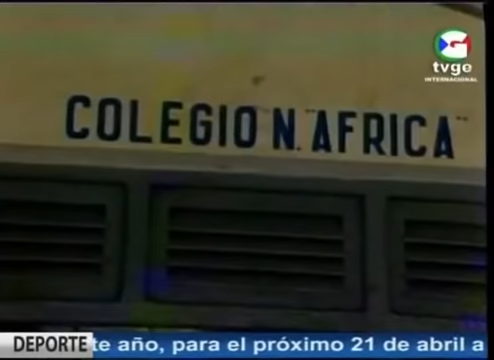 tvge
INTERNACIONAL
COLEGIO N. "AFRICA"
DEPORTE te año, para el próximo 21 de abril a